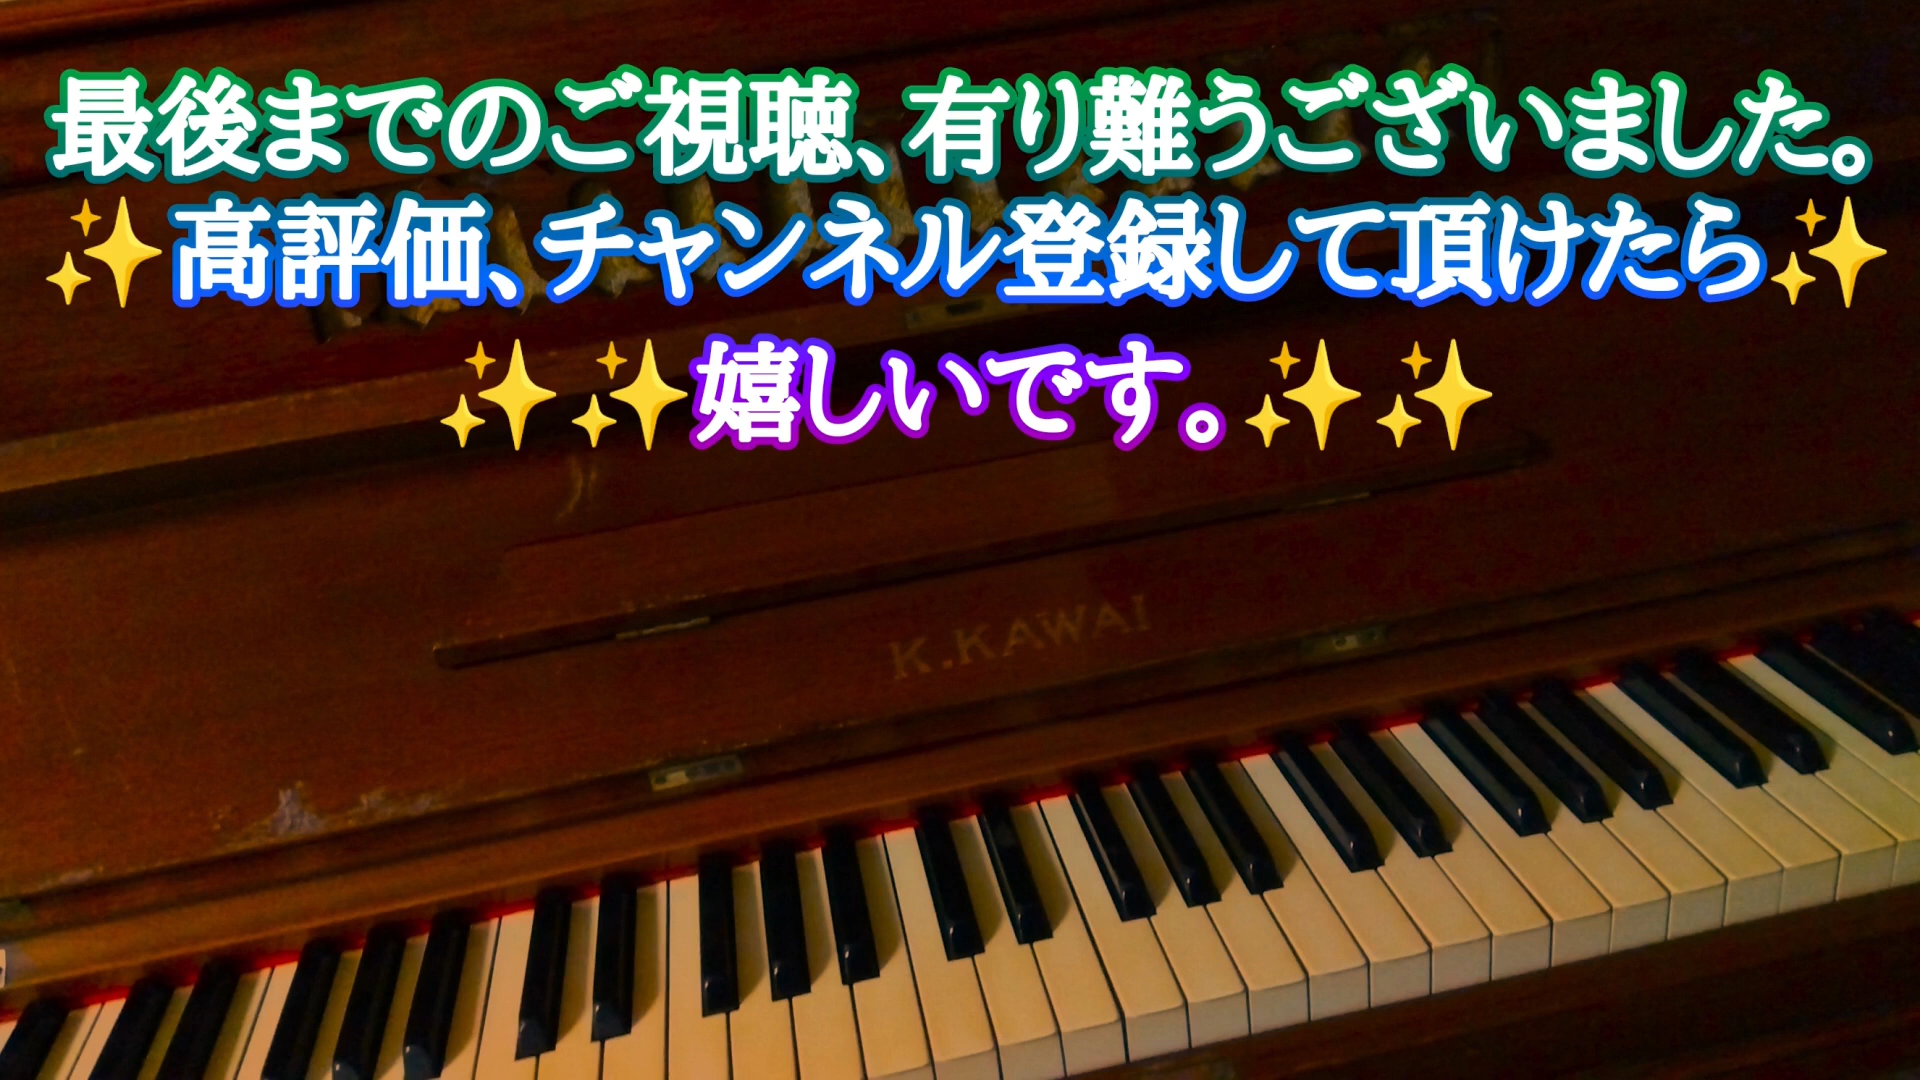 最後までのご視聴、有り難うございました。
✨高評価、チャンネル登録して頂けたら✨
✨✨嬉しいです。✨✨
K.KAWAI